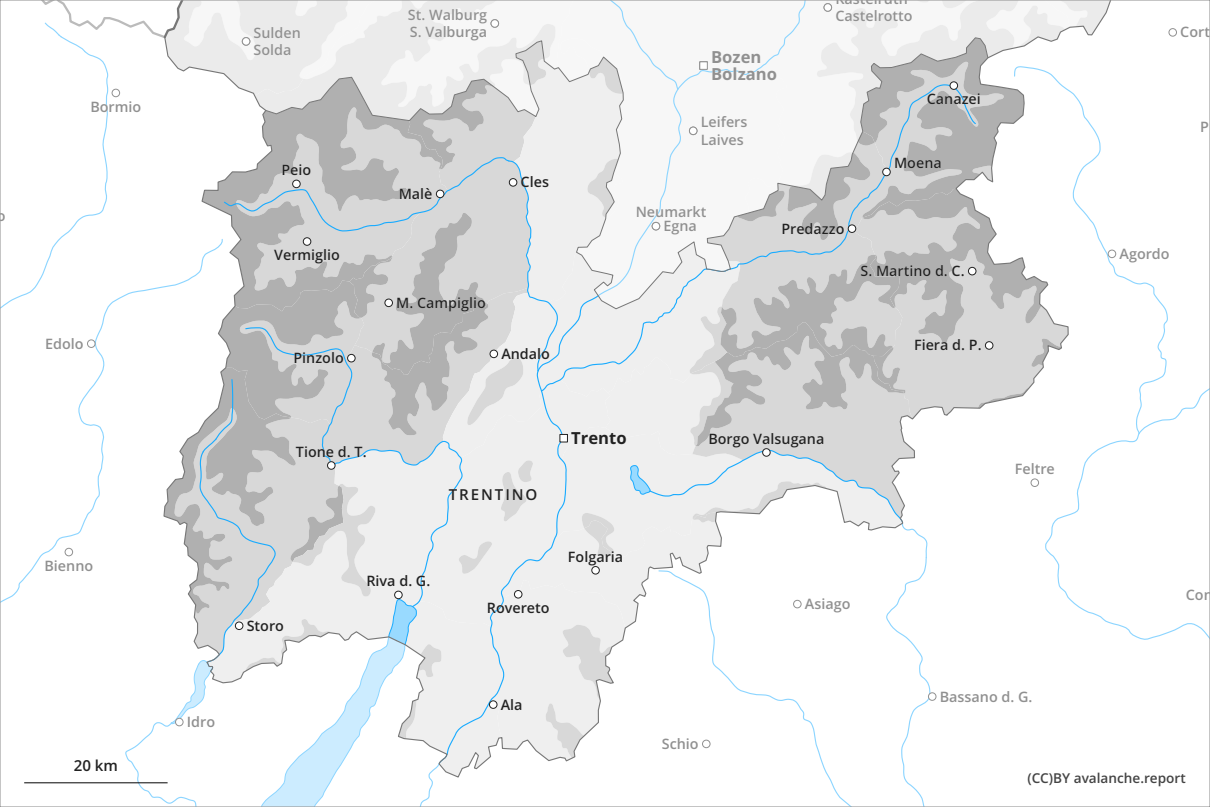 Kastelruth
Castelrotto
St. Walburg
S. Valburga
Sulden
Solda
Cort
Bozen
Bolzano
Bormio
Canazei
Leifers
Laives
P
Moena
Peio
Malè
Cles
Neumarkt
Egna
Predazzo
Vermiglio
Agordo
S. Martino d. C.
M. Campiglio
Edolo
Pinzolo
Andalo
Fiera d. P.
Trento
Borgo Valsugana
Tione d. T.
Feltre
TRENTINO
Bienno
Folgaria
Riva d. G.
Rovereto
Asiago
Cor
Storo
Bassano d. G.
Ala
Idro
Schio
20 km
(CC)BY avalanche.report